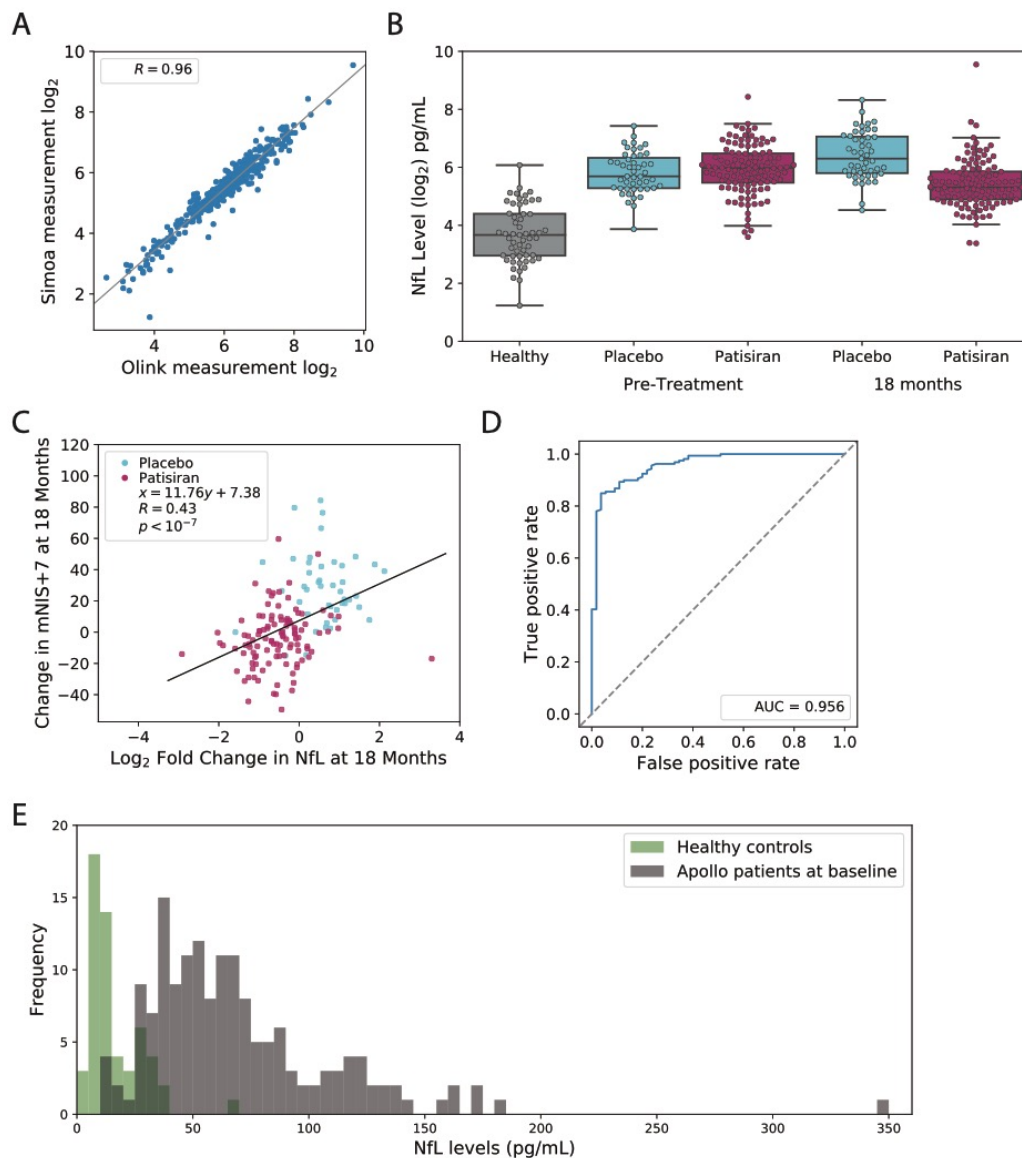 A
R = 0.96
10
8
6
4
2
4
6
8
10
Simoa measurement log2
Olink measurement log2
B
10
8
6
4
2
0
NfL Level (log2) pg/mL
Healthy
Placebo
Patisiran
Placebo
Patisiran
Pre-Treatment
18 months
C
120
100
80
60
40
20
0
−20
−40
Placebo
Patisiran
x = 11.76y + 7.38
R = 0.43
p < 10−7
−4
−2
0
2
4
Change in mNIS+7 at 18 Months
Log2 Fold Change in NfL at 18 Months
D
1.0
0.8
0.6
0.4
0.2
0.0
True positive rate
AUC = 0.956
0.0
0.2
0.4
0.6
0.8
1.0
False positive rate
E
20
15
10
5
0
Frequency
Healthy controls
Apollo patients at baseline
0
50
100
150
200
250
300
350
NfL levels (pg/mL)